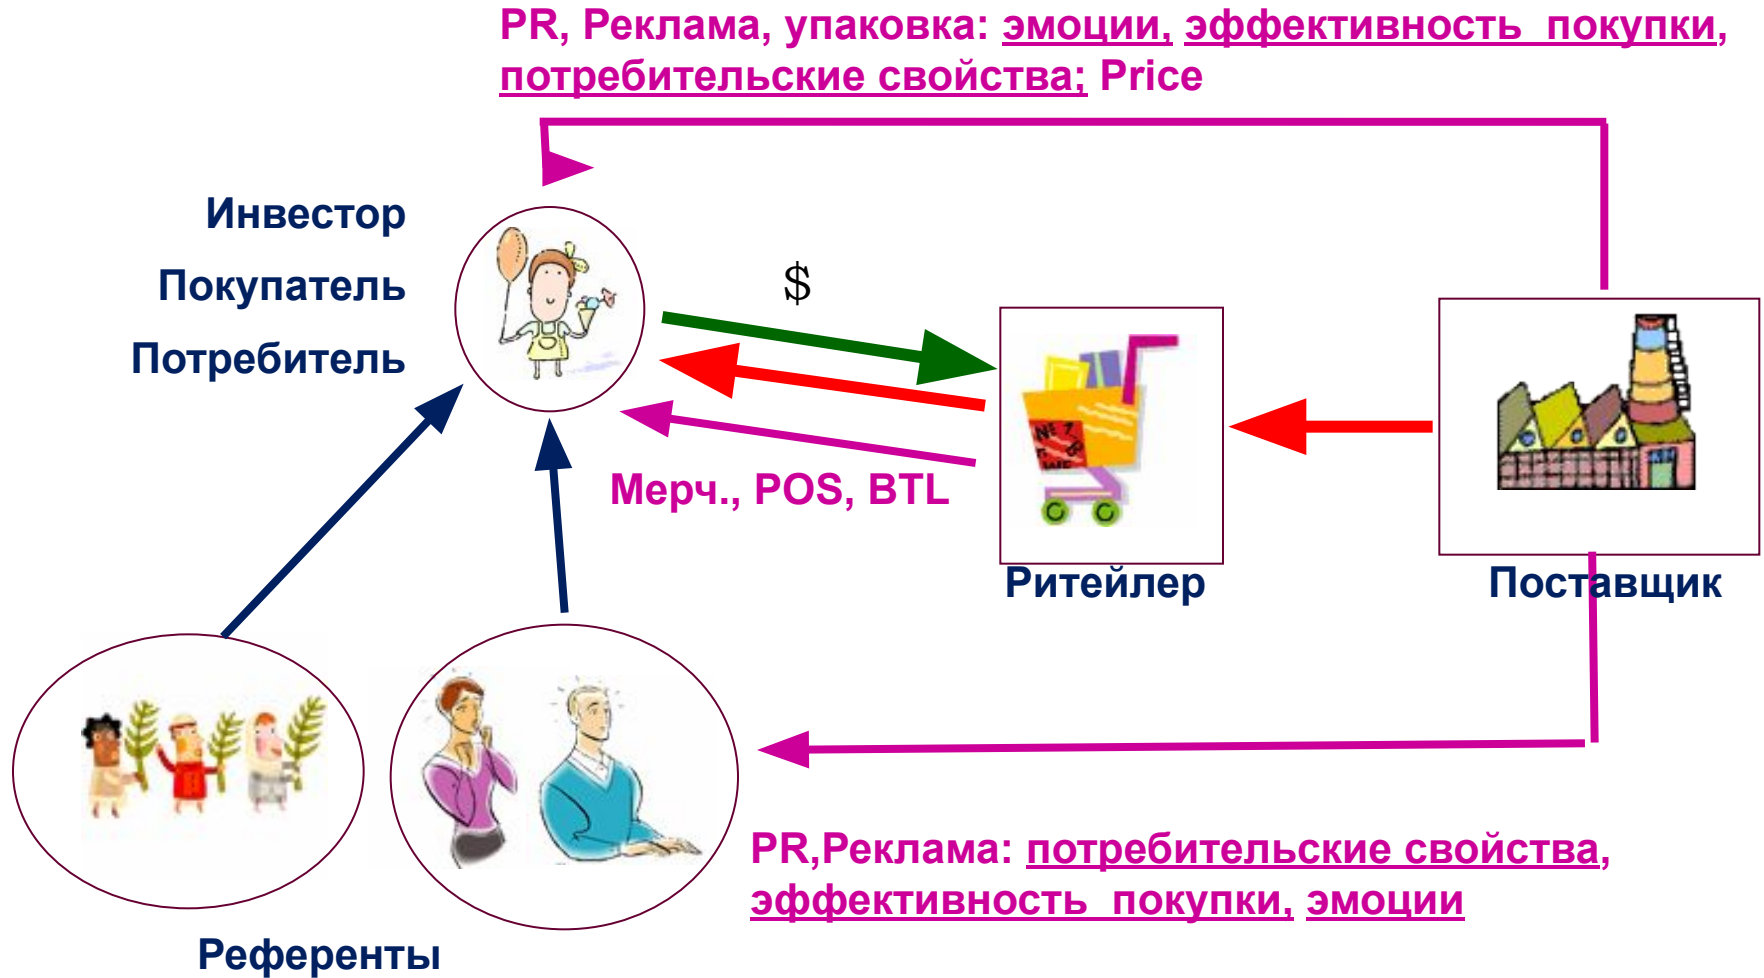 PR, Реклама, упаковка: эмоции, эффективность покупки,
потребительские свойства; Price
Инвестор
Покупатель
Потребитель
$
Мерч., POS, BTL
Ритейлер
Поставщик
PR,Реклама: потребительские свойства,
эффективность покупки, эмоции
Референты